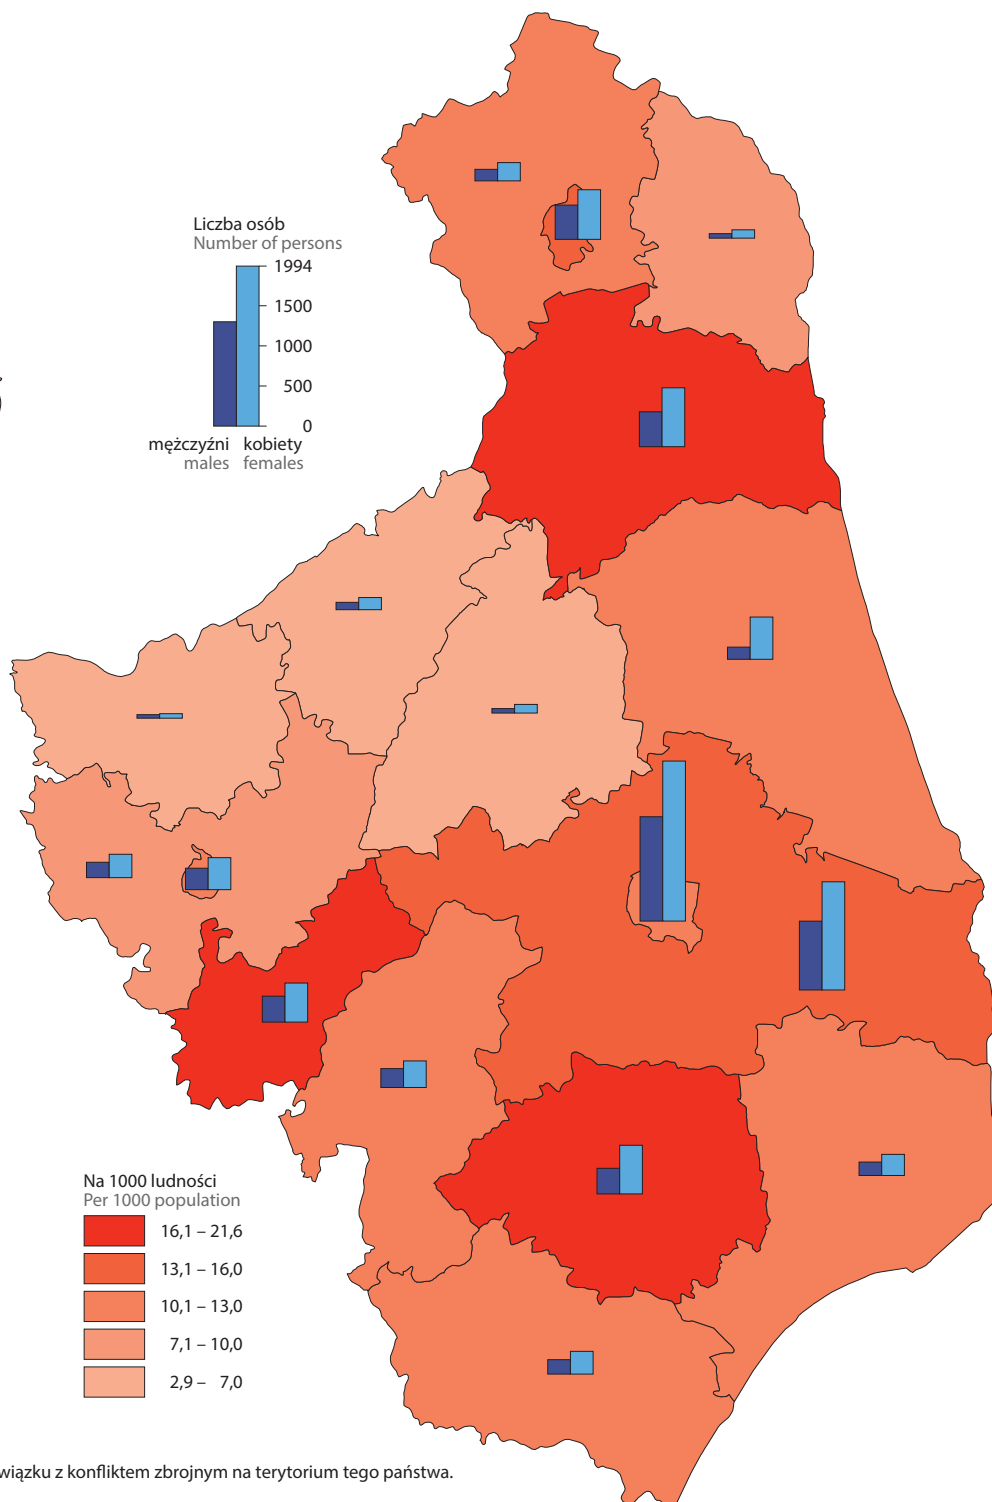 Liczba osób
Number of persons
1994
1500
1000
500
0
mężczyźni kobiety
males females
Na 1000 ludności
Per 1000 population
16,1 – 21,6
13,1 – 16,0
10,1 – 13,0
7,1 – 10,0
2,9 – 7,0
z konfliktem zbrojnym na terytorium tego państwa.